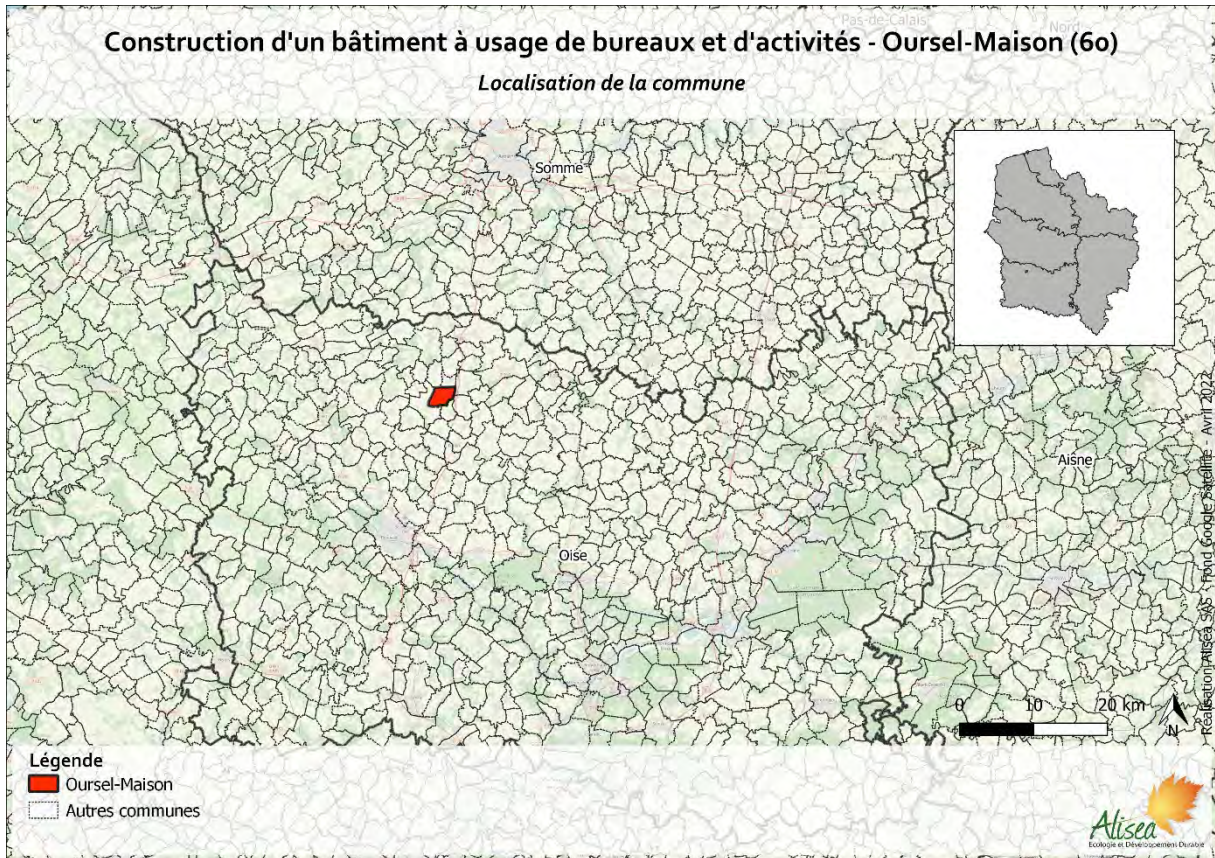 Pas-de-Calais
Nord
Construction d'un bâtiment à usage de bureaux et d'activités - Oursel-Maison (60)
Localisation de la commune
Somme
Aisne
Oise
0 10 20 km
N
Réalisation Alisea SAS - Fond Google Satellite - Avril 2022
Légende
Oursel-Maison
Autres communes
Alisea
Ecologie et Développement Durable